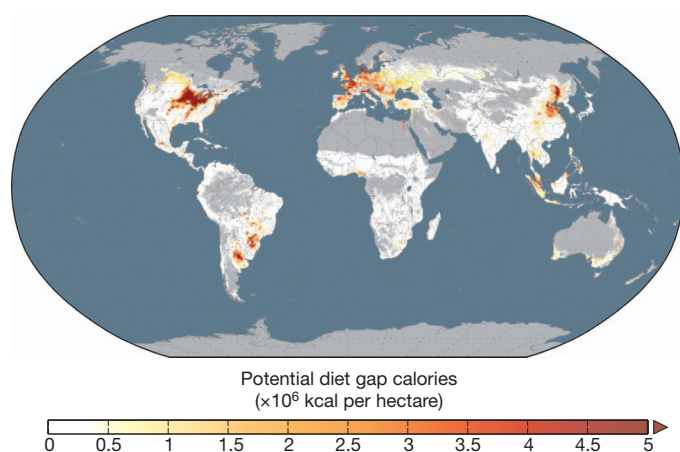 Potential diet gap calories
(×10⁶ kcal per hectare)
0 0.5 1 1.5 2 2.5 3 3.5 4 4.5 5